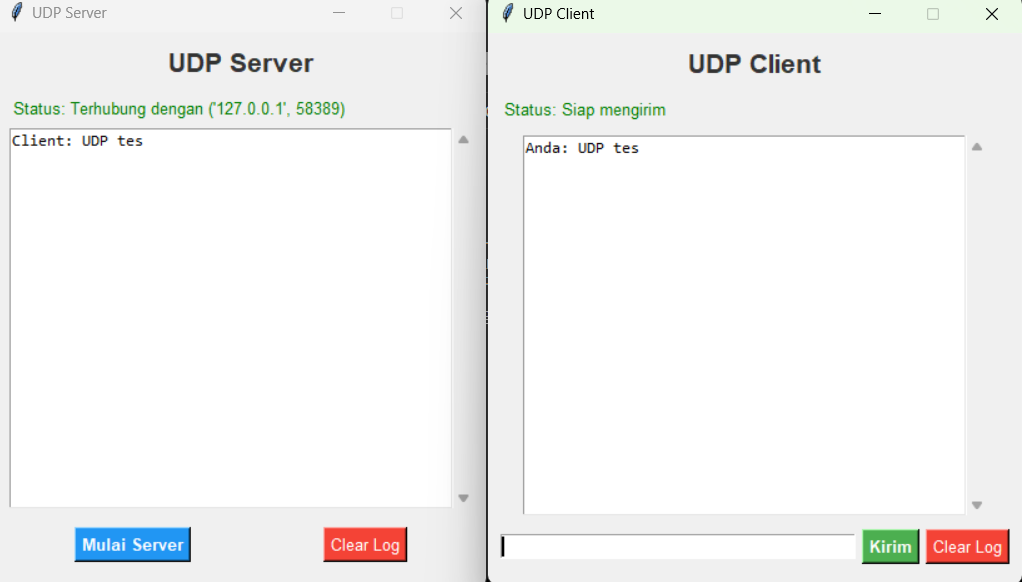 UDP Server
UDP Server
Status: Terhubung dengan ('127.0.0.1', 58389)
Client: UDP tes
Mulai Server
Clear Log
UDP Client
UDP Client
Status: Siap mengirim
Anda: UDP tes
Kirim
Clear Log